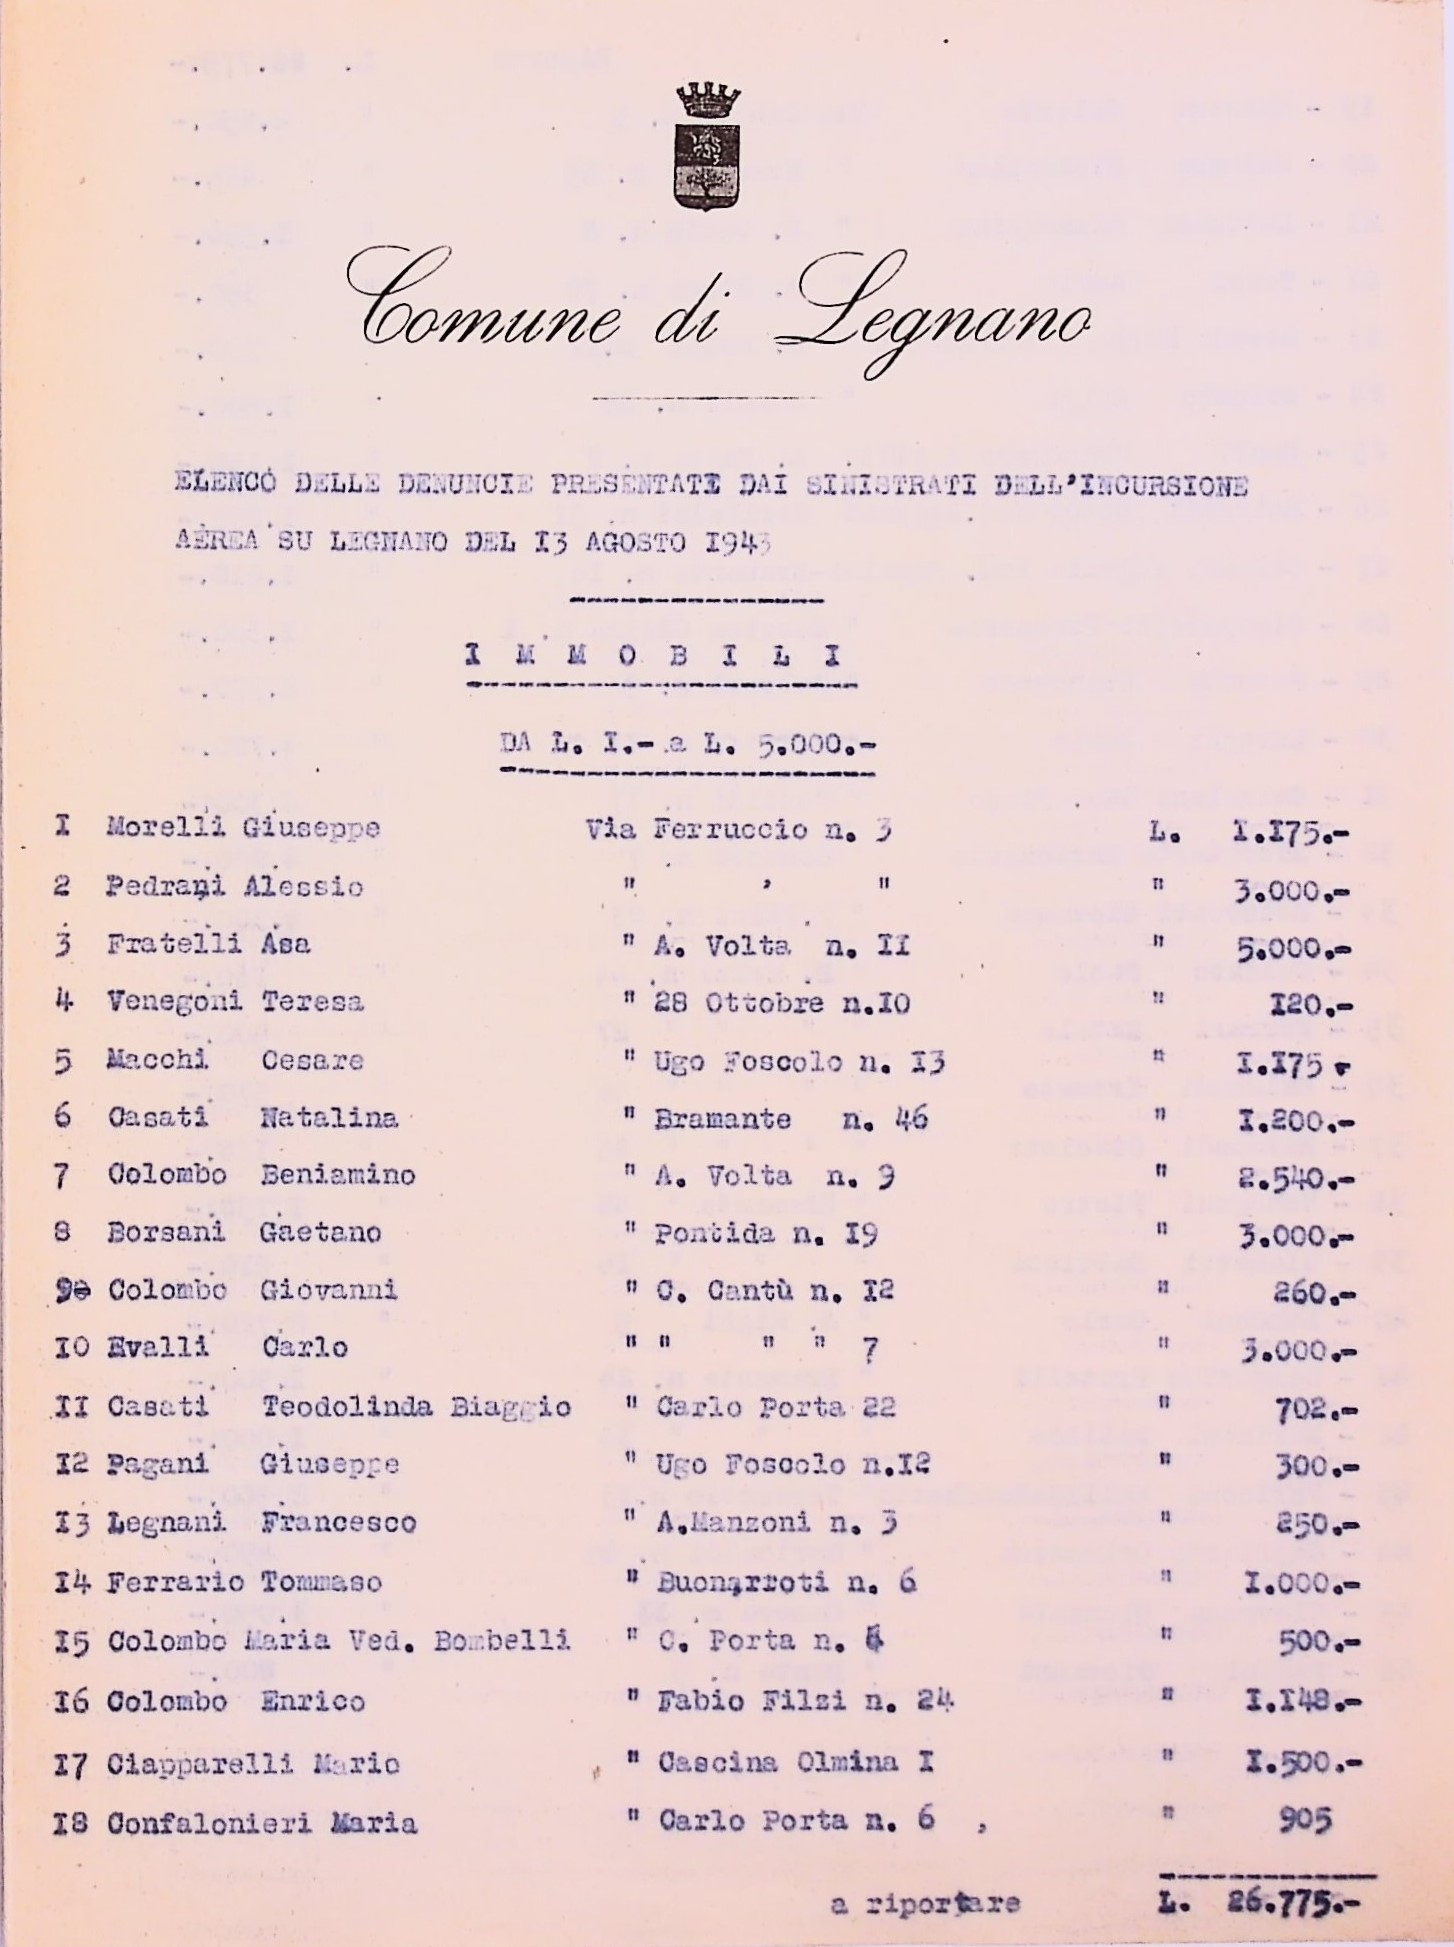 Comune di Legnano
ELENCO DELLE DENUNCIE PRESENTATE DAI SINISTRATI DELL'INCURSIONE
AEREA SU LEGNANO DEL I3 AGOSTO I943
I M M O B I L I
DA L. I.- a L. 5.000.-
I Morelli Giuseppe Via Ferruccio n. 3 L. I.I75.-
2 Pedrani Alessio " , " " 3.000.-
3 Fratelli Asa " A. Volta n. II " 5.000.-
4 Venegoni Teresa " 28 Ottobre n.IO " I20.-
5 Macchi Cesare " Ugo Foscolo n. I3 " I.I75.-
6 Casati Natalina " Bramante n. 46 " I.200.-
7 Colombo Beniamino " A. Volta n. 9 " 2.540.-
8 Borsani Gaetano " Pontida n. I9 " 3.000.-
9 Colombo Giovanni " C. Cantù n. I2 " 260.-
IO Evalli Carlo " " " " 7 " 3.000.-
II Casati Teodolinda Biaggio " Carlo Porta 22 " 702.-
I2 Pagani Giuseppe " Ugo Foscolo n.I2 " 300.-
I3 Legnani Francesco " A.Manzoni n. 3 " 250.-
I4 Ferrario Tommaso " Buonarroti n. 6 " I.000.-
I5 Colombo Maria Ved. Bombelli " C. Porta n. " 500.-
I6 Colombo Enrico " Fabio Filzi n. 24 " I.I48.-
I7 Ciapparelli Mario " Cascina Olmina I " I.500.-
I8 Confalonieri Maria " Carlo Porta n. 6 , " 905
a riportare L. 26.775.-